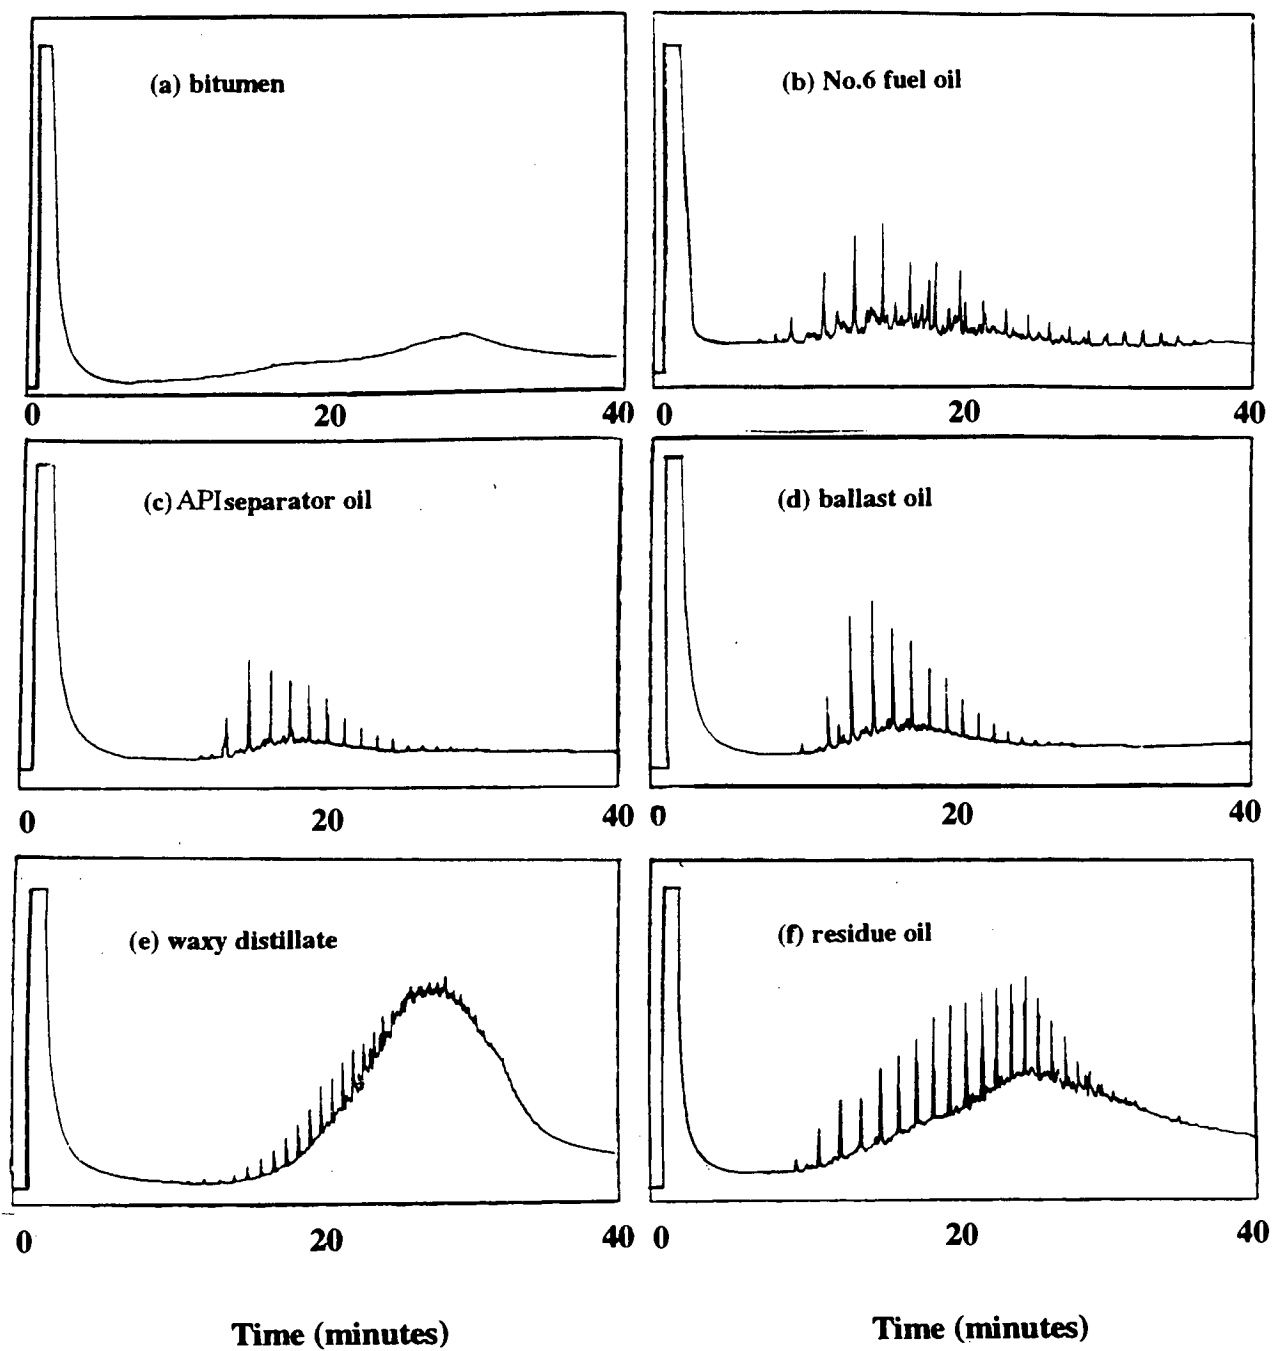 (a) bitumen
(b) No.6 fuel oil
0 20 40
0 20 40
(c) APIseparator oil
(d) ballast oil
0 20 40
0 20 40
(e) waxy distillate
(f) residue oil
0 20 40
0 20 40
Time (minutes)
Time (minutes)